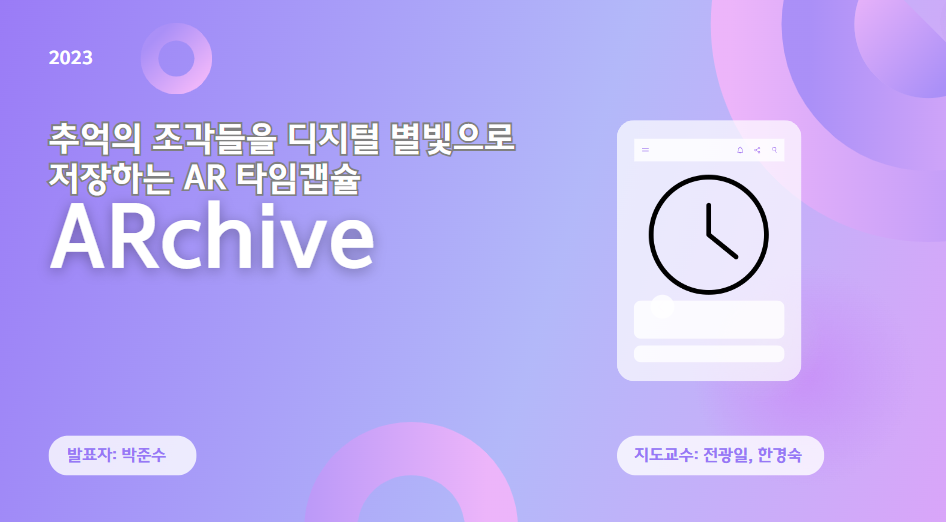 2023
추억의 조각들을 디지털 별빛으로
저장하는 AR 타임캡슐
ARchive
발표자: 박준수
지도교수: 전광일, 한경숙